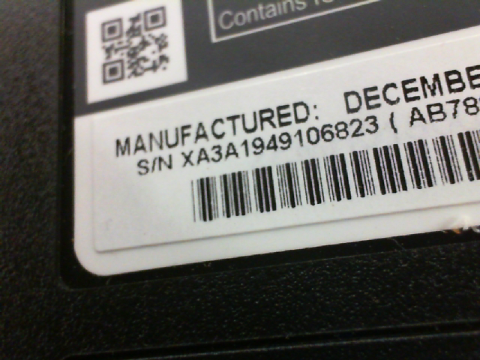 Contains
MANUFACTURED: DECEMBE
S/N XA3A1949106823 ( AB78